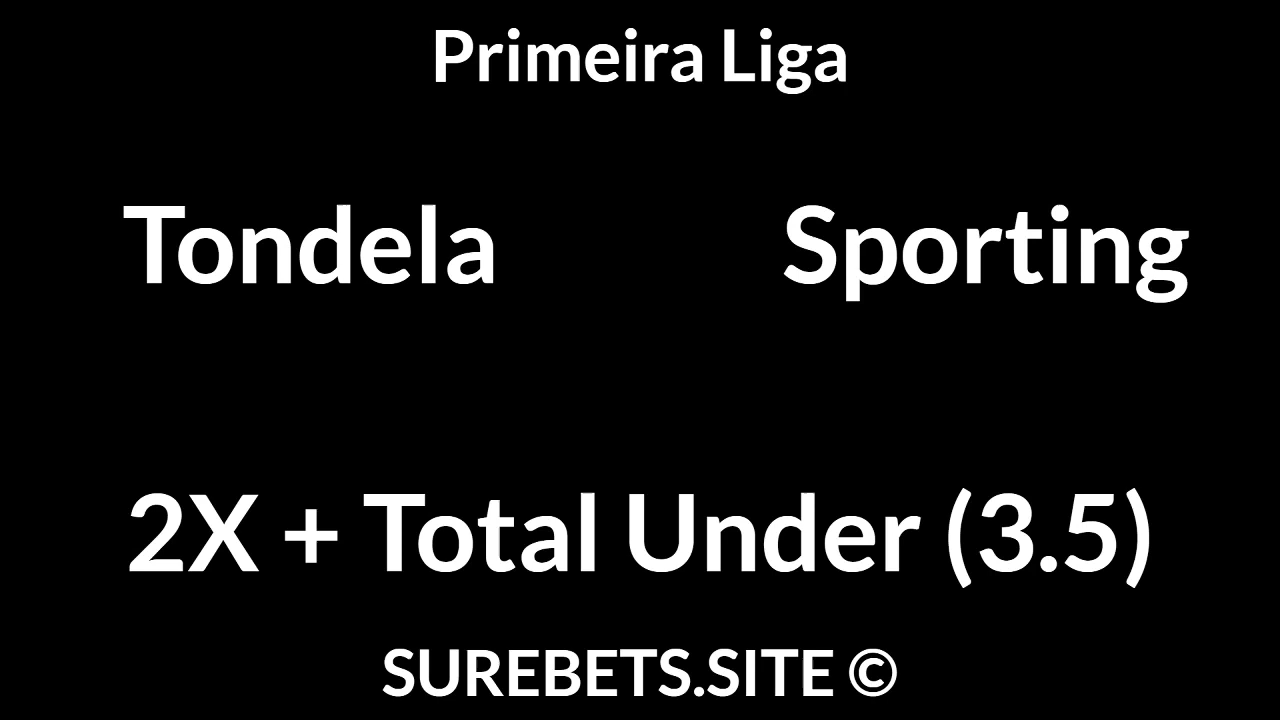 Primeira Liga
Tondela Sporting
2X + Total Under (3.5)
SUREBETS.SITE ©